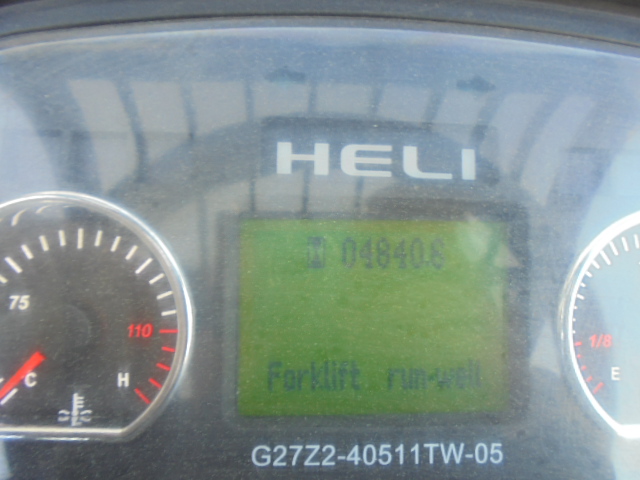 HELI
04840.6
Forklift run-well
75
110
C
H
1/8
E
G27Z2-40511TW-05